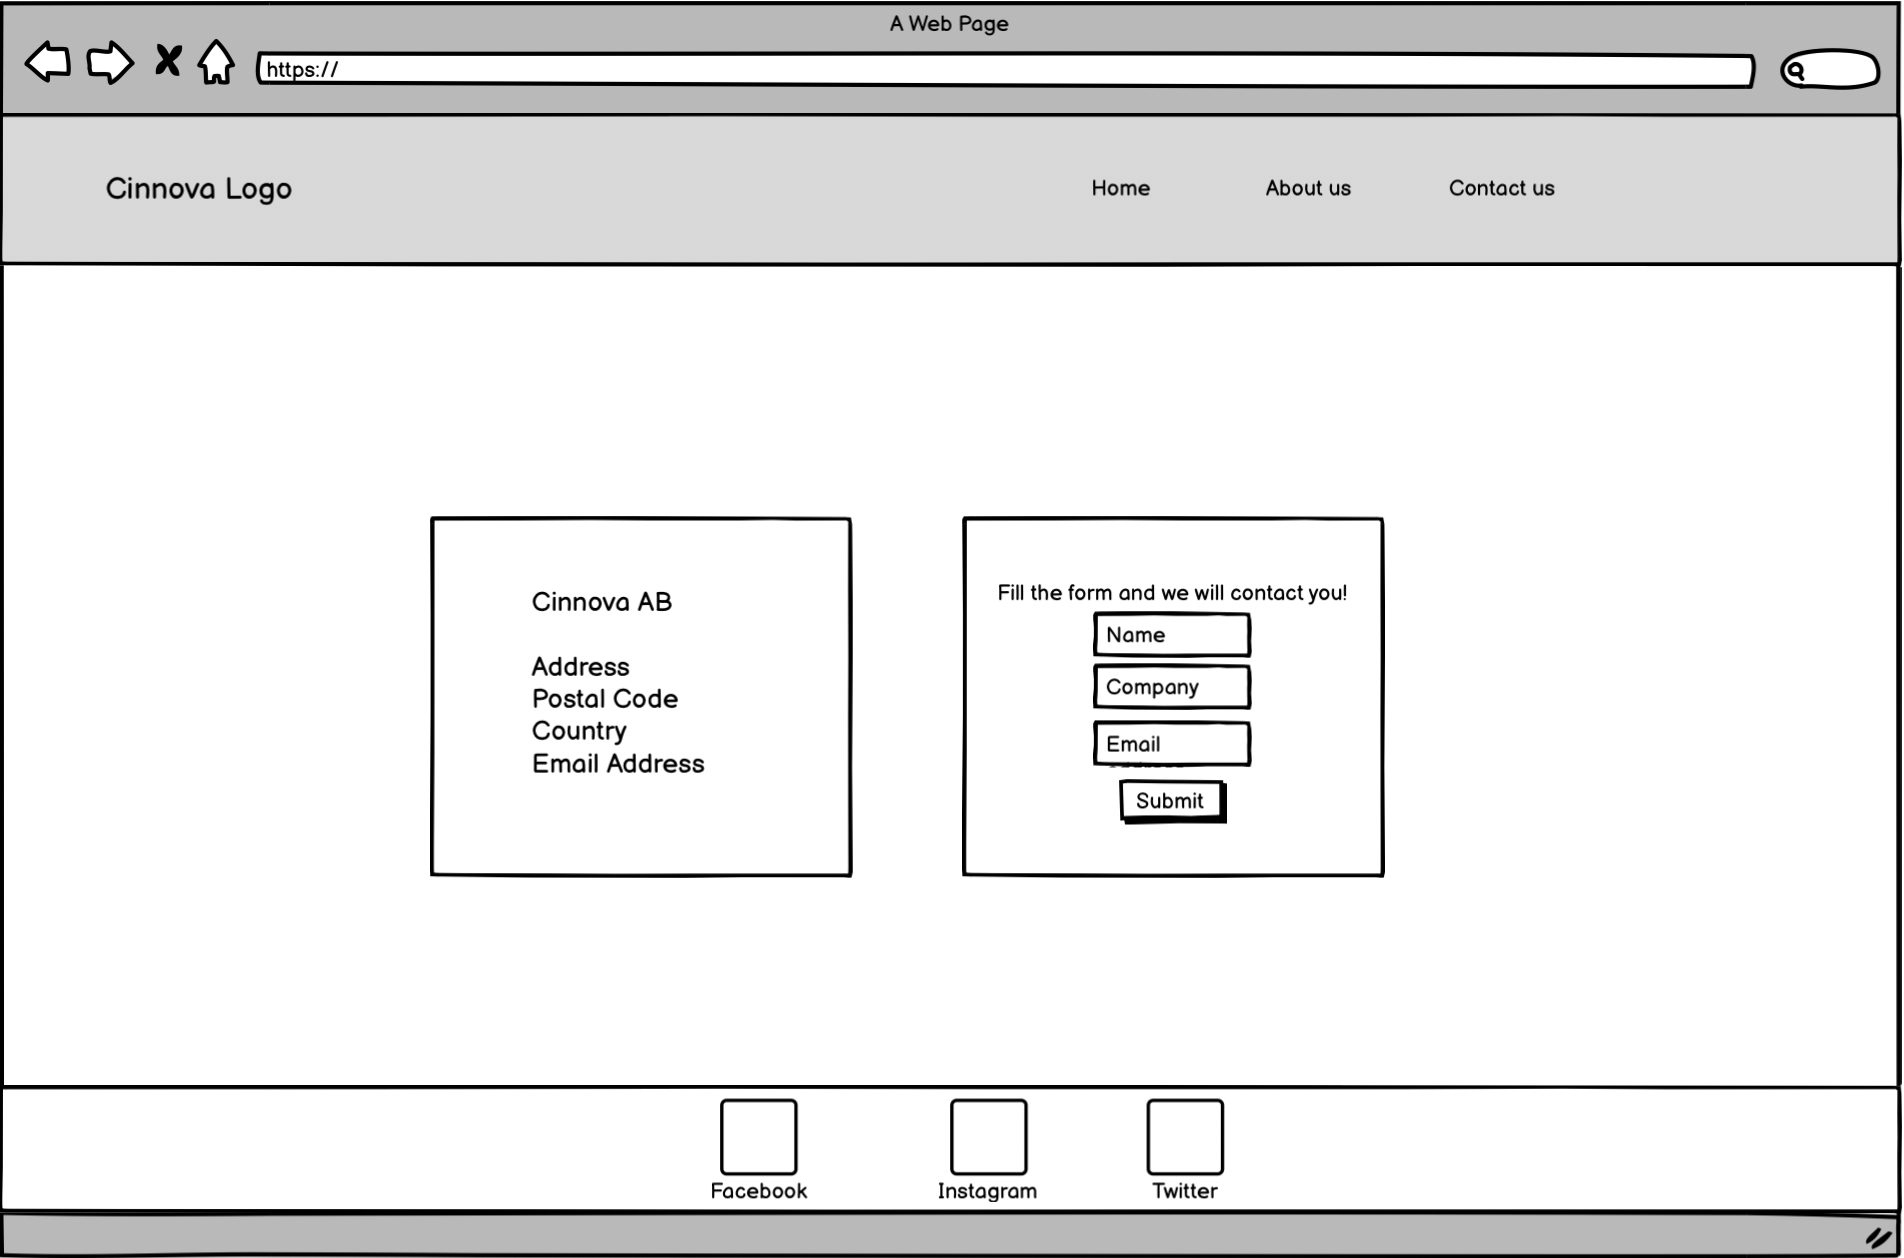 A Web Page
https://
Cinnova Logo
Home
About us
Contact us
Cinnova AB
Address
Postal Code
Country
Email Address
Fill the form and we will contact you!
Name
Company
Email
Submit
Facebook
Instagram
Twitter